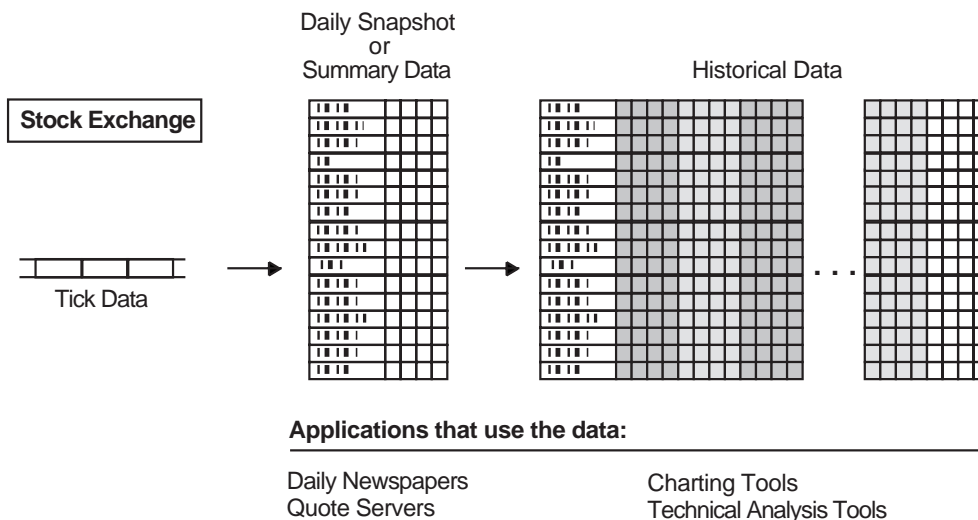 Daily Snapshot
or
Summary Data
Historical Data
Stock Exchange
Tick Data
. . .
Applications that use the data:
Daily Newspapers
Quote Servers
Charting Tools
Technical Analysis Tools